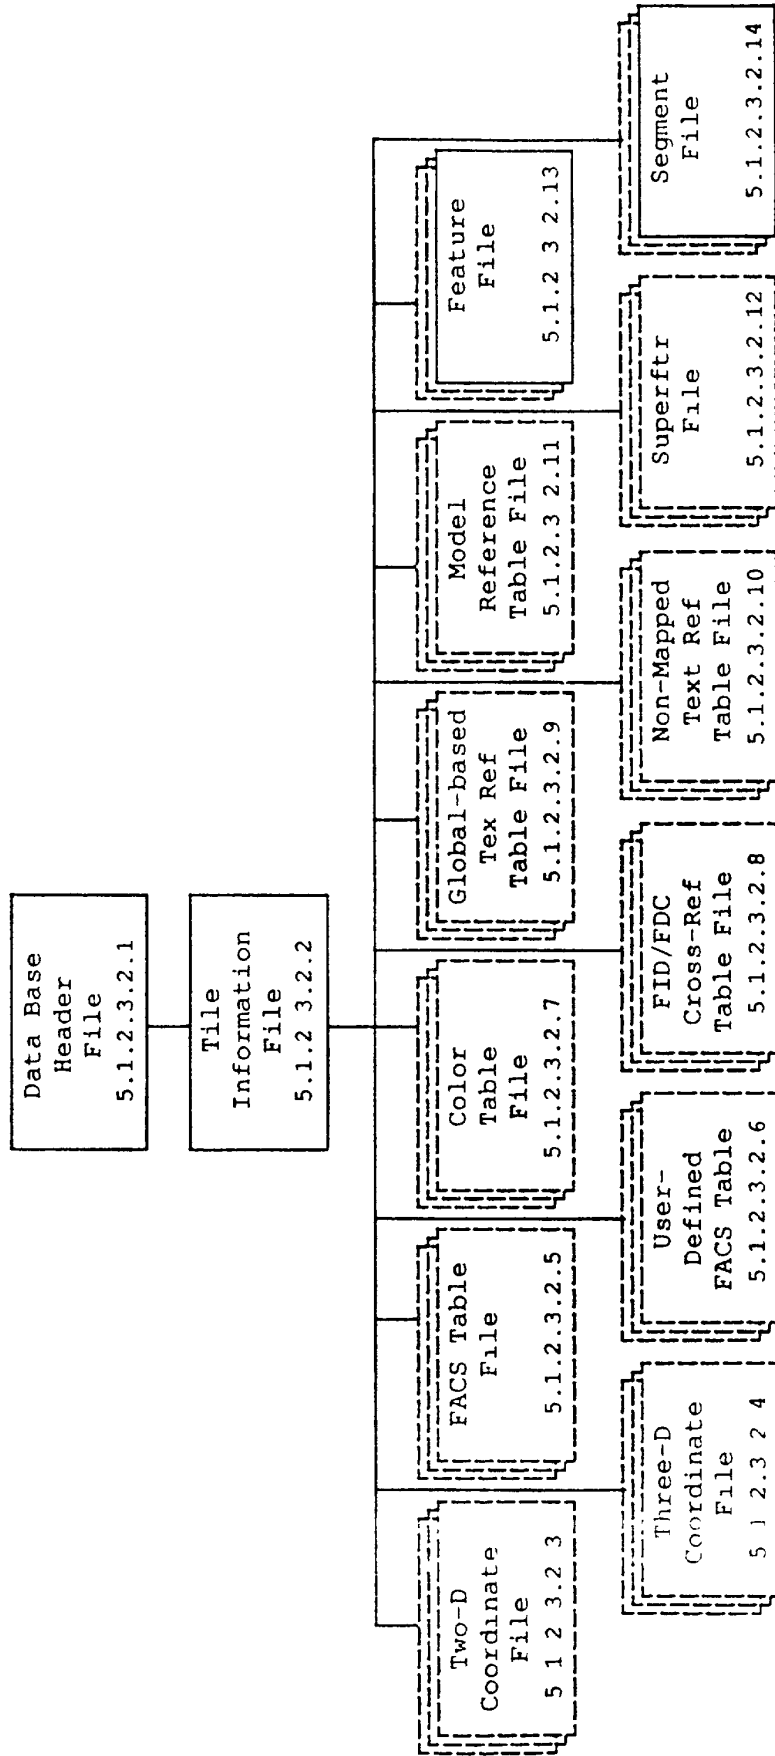 Data Base
Header
File
5.1.2.3.2.1
Tile
Information
File
5.1.2 3.2.2
Two-D
Coordinate
File
5 1 2 3.2 3
FACS Table
File
5.1.2.3.2.5
Color
Table
File
5.1.2.3.2.7
Global-based
Tex Ref
Table File
5.1.2.3.2.9
Model
Reference
Table File
5.1.2.3 2.11
Feature
File
5.1.2 3 2.13
Three-D
Coordinate
File
5 1 2.3 2 4
User-
Defined
FACS Table
5.1.2.3.2.6
FID/FDC
Cross-Ref
Table File
5.1.2.3.2.8
Non-Mapped
Text Ref
Table File
5.1.2.3.2.10
Superftr
File
5.1.2.3.2.12
Segment
File
5.1.2.3.2.14